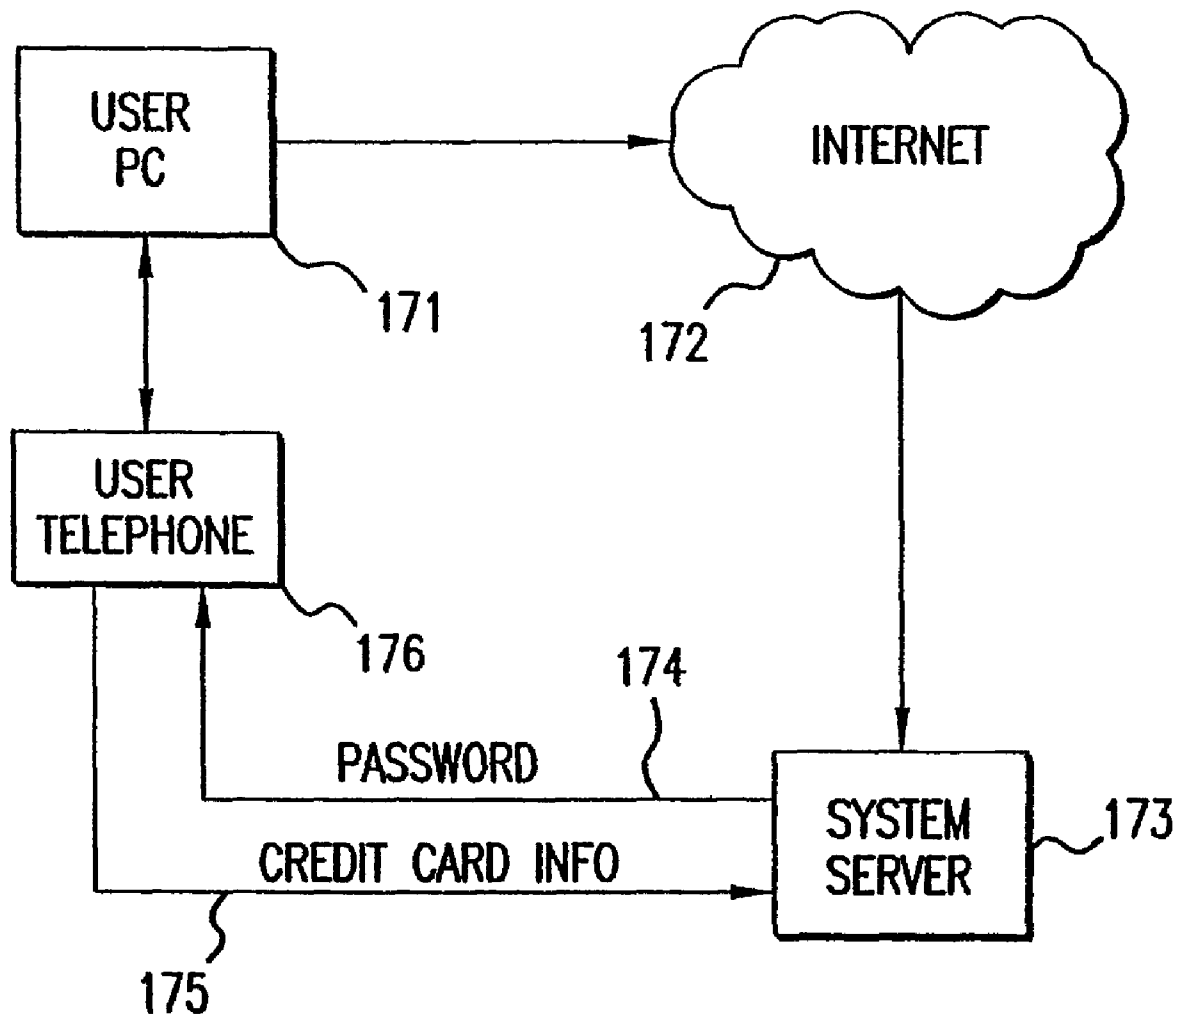 USER
PC
INTERNET
171
172
USER
TELEPHONE
176
174
PASSWORD
SYSTEM
SERVER
173
CREDIT CARD INFO
175